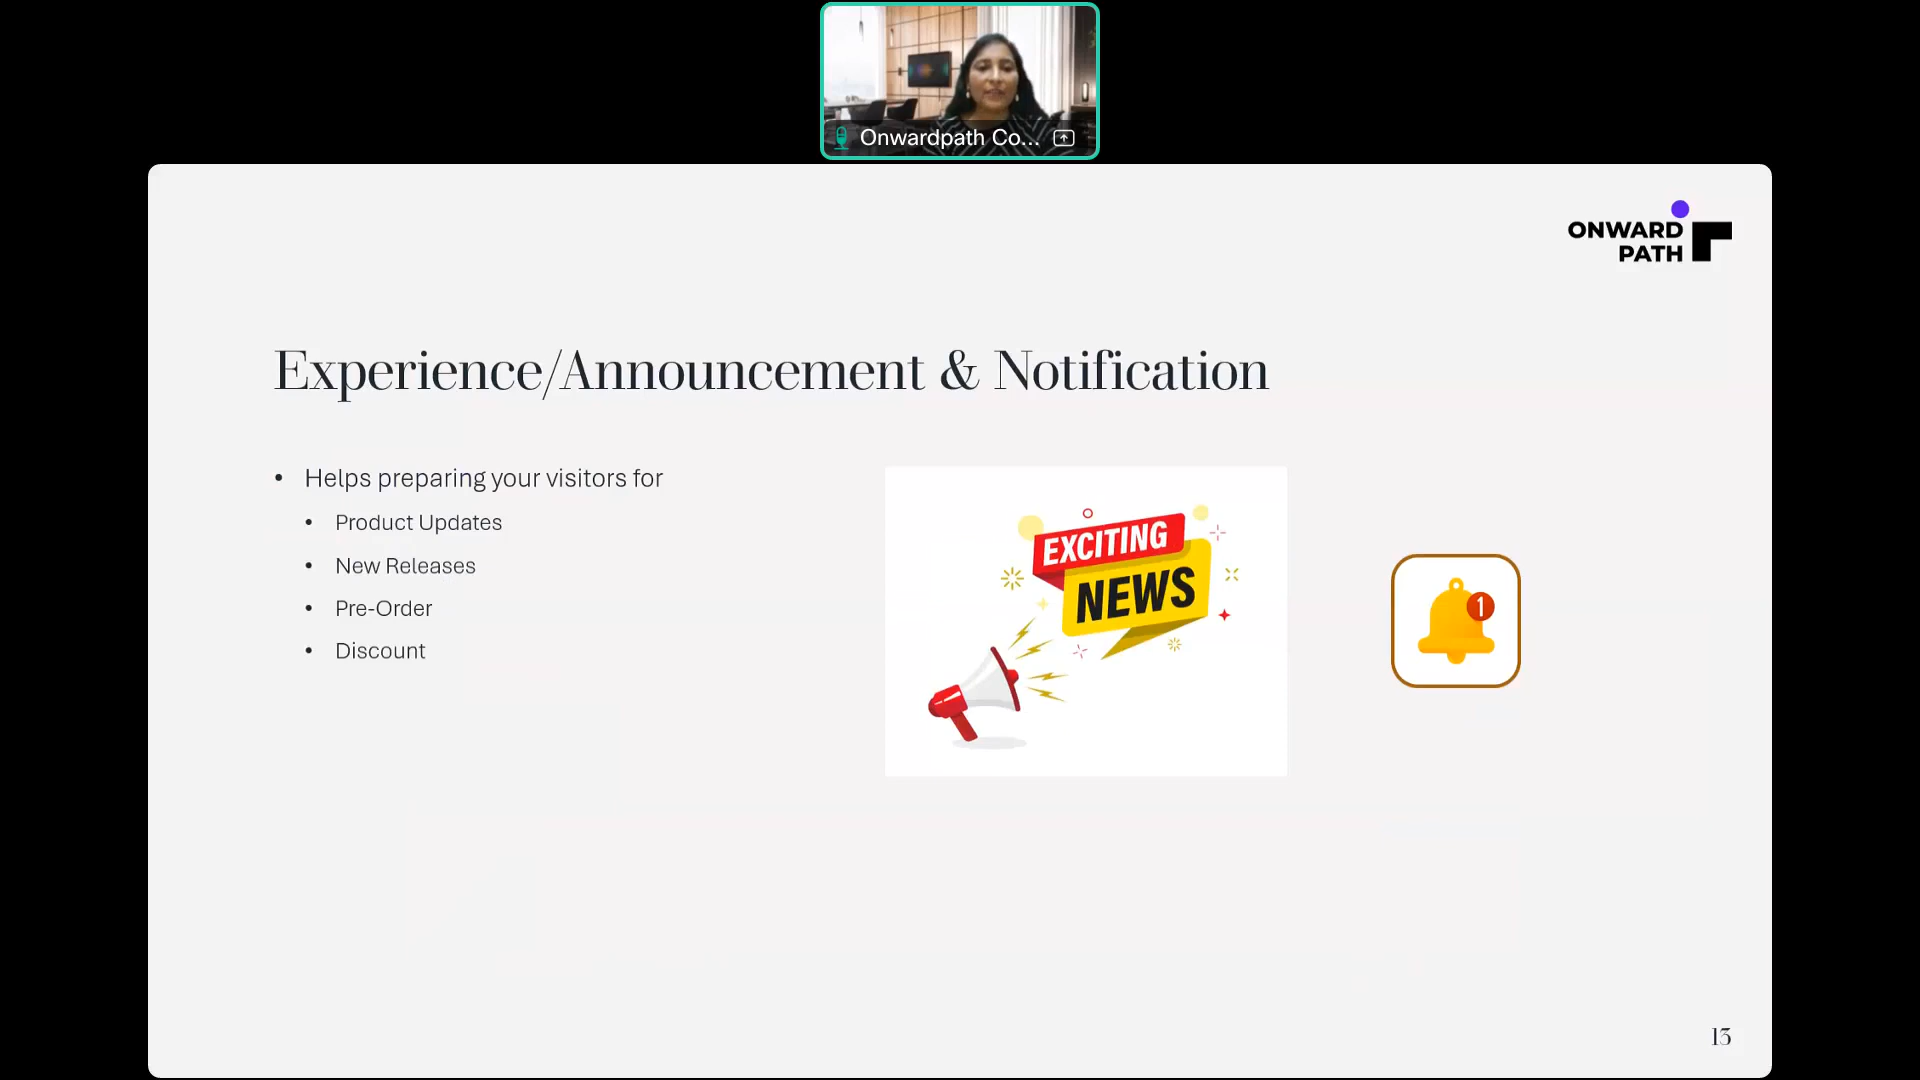 Onwardpath Co...
ONWARD
PATH
Experience/Announcement & Notification
• Helps preparing your visitors for
• Product Updates
• New Releases
• Pre-Order
• Discount
EXCITING
NEWS
1
13